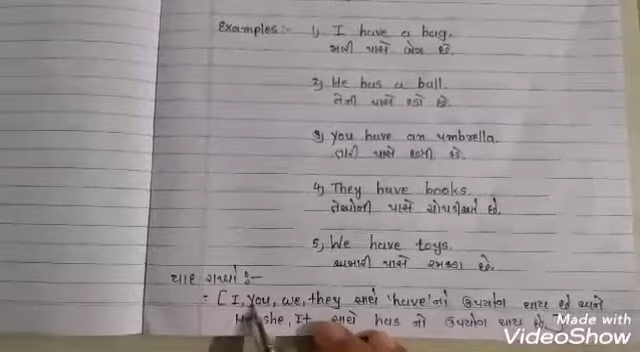 Examples:- 1) I have a bag.
મારી પાસે બેગ છે.
2) He has a ball.
તેની પાસે દડો છે.
૩) You have an umbrella.
તારી પાસે છત્રી છે.
4) They have books.
તેઓની પાસે ચોપડીઓ છે.
5) We have toys.
અમારી પાસે રમકડા છે.
યાદ રાખો :-
= [I, You, we, they સાથે 'have' નો ઉપયોગ થાય છે અને
He, she, It સાથે has નો ઉપયોગ થાય છે.]
Made with
VideoShow